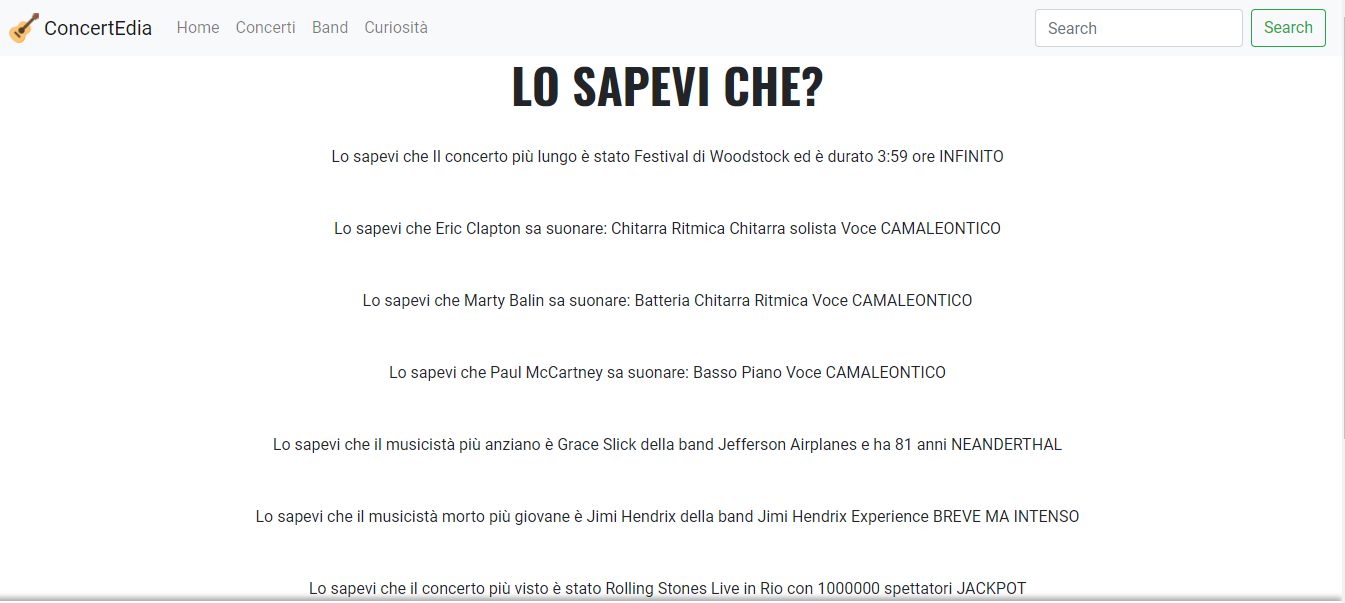 ConcertEdia Home Concerti Band Curiosità Search Search
LO SAPEVI CHE?
Lo sapevi che Il concerto più lungo è stato Festival di Woodstock ed è durato 3:59 ore INFINITO
Lo sapevi che Eric Clapton sa suonare: Chitarra Ritmica Chitarra solista Voce CAMALEONTICO
Lo sapevi che Marty Balin sa suonare: Batteria Chitarra Ritmica Voce CAMALEONTICO
Lo sapevi che Paul McCartney sa suonare: Basso Piano Voce CAMALEONTICO
Lo sapevi che il musicistà più anziano è Grace Slick della band Jefferson Airplanes e ha 81 anni NEANDERTHAL
Lo sapevi che il musicistà morto più giovane è Jimi Hendrix della band Jimi Hendrix Experience BREVE MA INTENSO
Lo sapevi che il concerto più visto è stato Rolling Stones Live in Rio con 1000000 spettatori JACKPOT